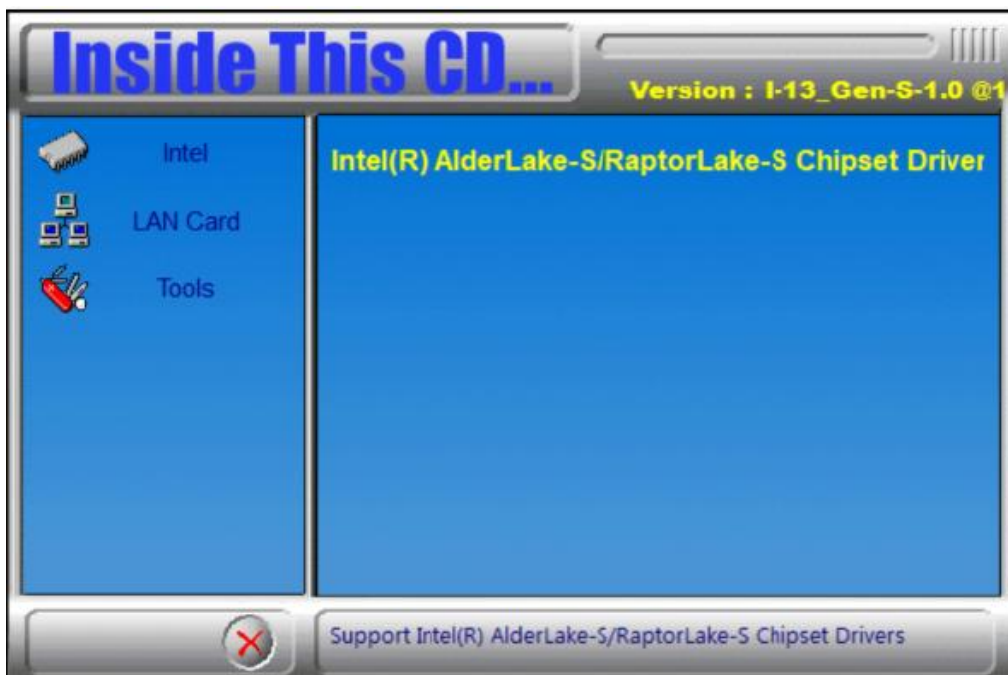 Inside This CD...
Version : I-13_Gen-S-1.0 @1
Intel
LAN Card
Tools
Intel(R) AlderLake-S/RaptorLake-S Chipset Driver
Support Intel(R) AlderLake-S/RaptorLake-S Chipset Drivers